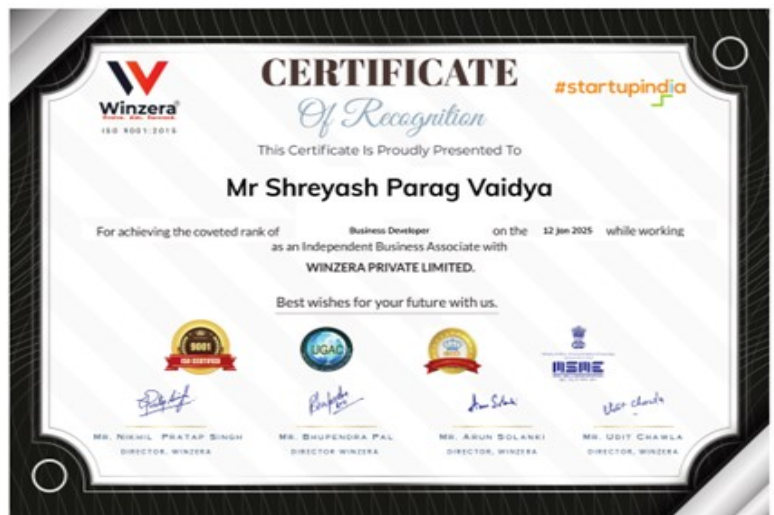 Winzera®
ISO 9001:2015
CERTIFICATE
Of Recognition
#startupindia
This Certificate Is Proudly Presented To
Mr Shreyash Parag Vaidya
For achieving the coveted rank of Business Developer on the 12 Jan 2025 while working
as an Independent Business Associate with
WINZERA PRIVATE LIMITED.
Best wishes for your future with us.
9001
ISO CERTIFIED
UGAC
MSME
MR. NIKHIL PRATAP SINGH
DIRECTOR, WINZERA
MR. BHUPENDRA PAL
DIRECTOR WINZERA
MR. ARUN SOLANKI
DIRECTOR, WINZERA
MR. UDIT CHAWLA
DIRECTOR, WINZERA